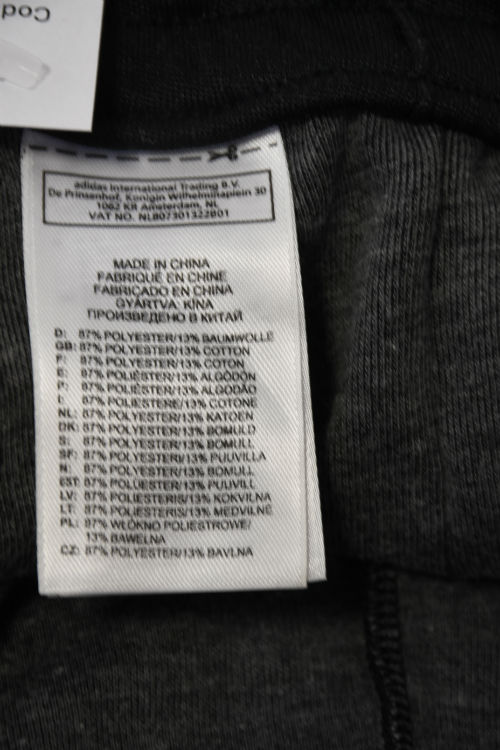 Cod
adidas International Trading B.V.
De Prinsenhof, Konigin Wilhelminaplein 30
1062 KR Amsterdam, NL
VAT NO. NL807301322B01
MADE IN CHINA
FABRIQUÉ EN CHINE
FABRICADO EN CHINA
GYÁRTVA: KÍNA
ПРОИЗВЕДЕНО В КИТАЙ
D: 87% POLYESTER/13% BAUMWOLLE
GB: 87% POLYESTER/13% COTTON
F: 87% POLYESTER/13% COTON
E: 87% POLIÉSTER/13% ALGODÓN
P: 87% POLIÉSTER/13% ALGODÃO
I: 87% POLIESTERE/13% COTONE
NL: 87% POLYESTER/13% KATOEN
DK: 87% POLYESTER/13% BOMULD
S: 87% POLYESTER/13% BOMULL
SF: 87% POLYESTERI/13% PUUVILLA
N: 87% POLYESTER/13% BOMULL
EST: 87% POLÜESTER/13% PUUVILL
LV: 87% POLIESTERIS/13% KOKVILNA
LT: 87% POLIESTERIS/13% MEDVILNĖ
PL: 87% WŁÓKNO POLIESTROWE/
13% BAWEŁNA
CZ: 87% POLYESTER/13% BAVLNA